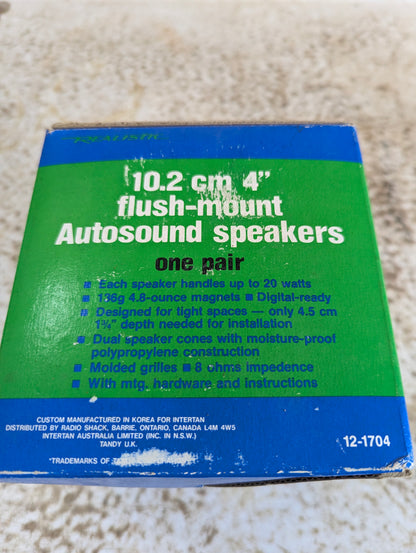 REALISTIC
10.2 cm 4"
flush-mount
Autosound speakers
one pair
■ Each speaker handles up to 20 watts
■ 136g 4.8-ounce magnets ■ Digital-ready
■ Designed for tight spaces — only 4.5 cm
1¾" depth needed for installation
■ Dual speaker cones with moisture-proof
polypropylene construction
■ Molded grilles ■ 8 ohms impedence
■ With mtg. hardware and instructions
CUSTOM MANUFACTURED IN KOREA FOR INTERTAN
DISTRIBUTED BY RADIO SHACK, BARRIE, ONTARIO, CANADA L4M 4W5
INTERTAN AUSTRALIA LIMITED (INC. IN N.S.W.)
TANDY U.K.
12-1704
*TRADEMARKS OF